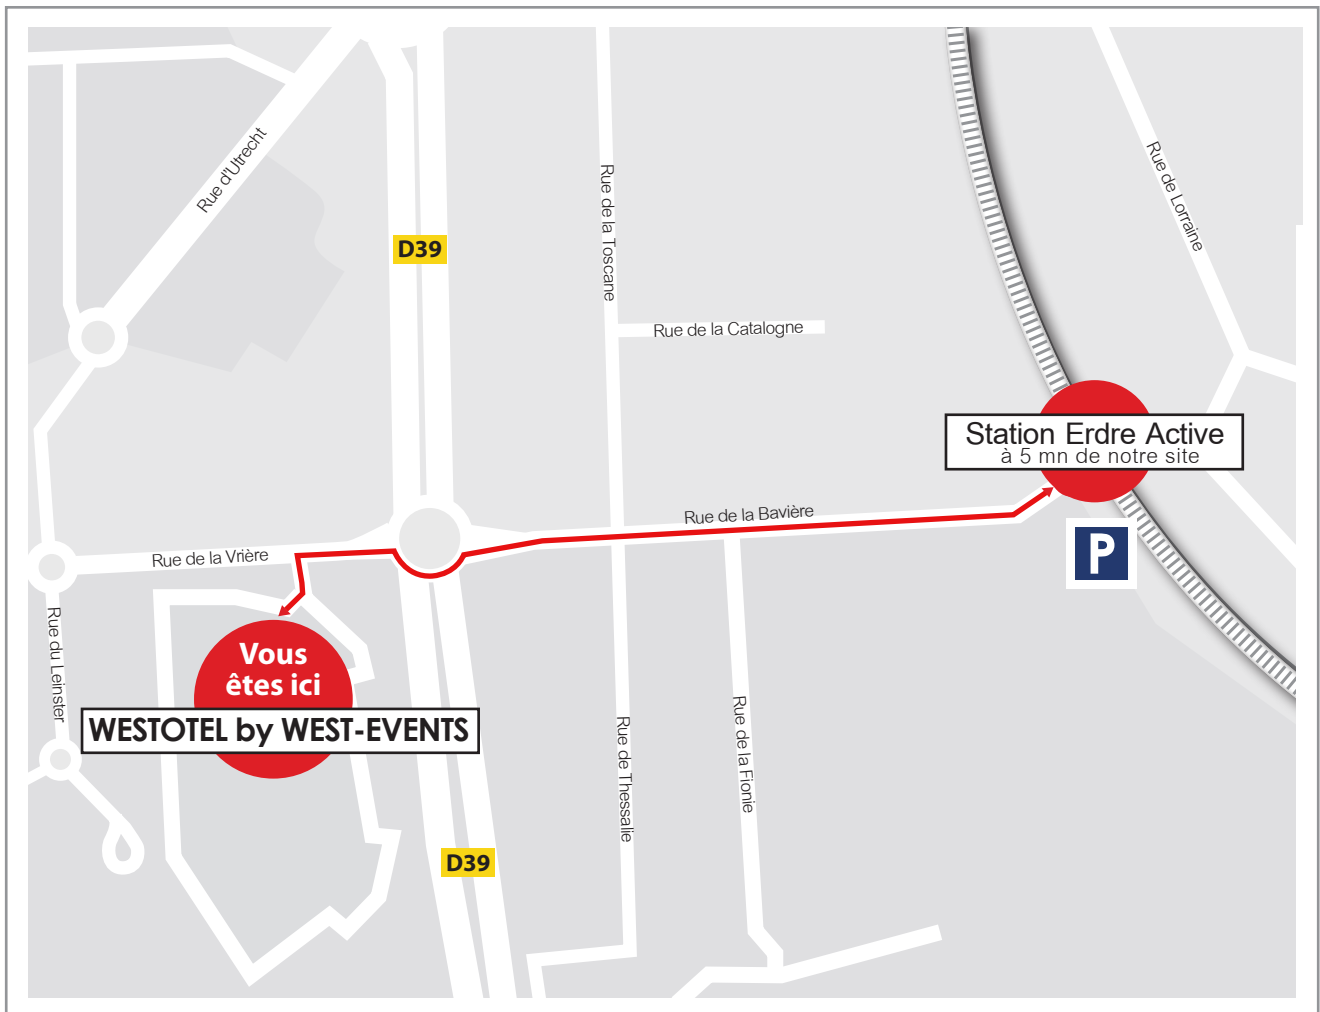 Rue d'Utrecht
Rue de Lorraine
Rue de la Toscane
D39
Rue de la Catalogne
Station Erdre Active
à 5 mn de notre site
Rue de la Bavière
P
Rue de la Vrière
Rue du Leinster
Vous
êtes ici
WESTOTEL by WEST-EVENTS
Rue de la Fionie
Rue de Thessalie
D39